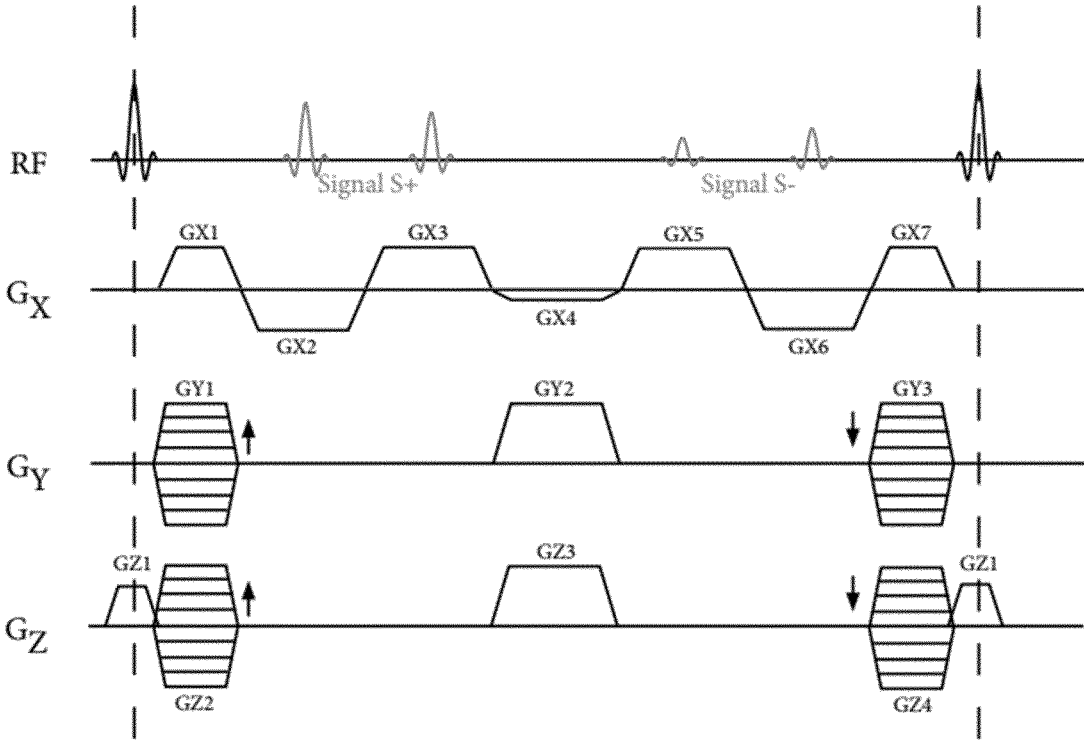 RF
Signal S+
Signal S-
GX1
GX3
GX5
GX7
GX
GX2
GX4
GX6
GY1
GY2
GY3
GY
GZ1
GZ3
GZ1
GZ
GZ2
GZ4